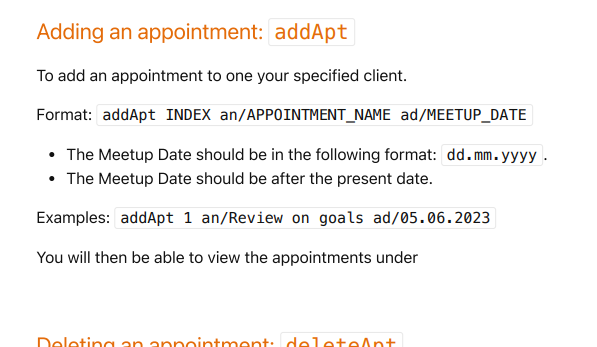 Adding an appointment: addApt
To add an appointment to one your specified client.
Format: addApt INDEX an/APPOINTMENT_NAME ad/MEETUP_DATE
• The Meetup Date should be in the following format: dd.mm.yyyy.
• The Meetup Date should be after the present date.
Examples: addApt 1 an/Review on goals ad/05.06.2023
You will then be able to view the appointments under
Deleting an appointment: deleteApt